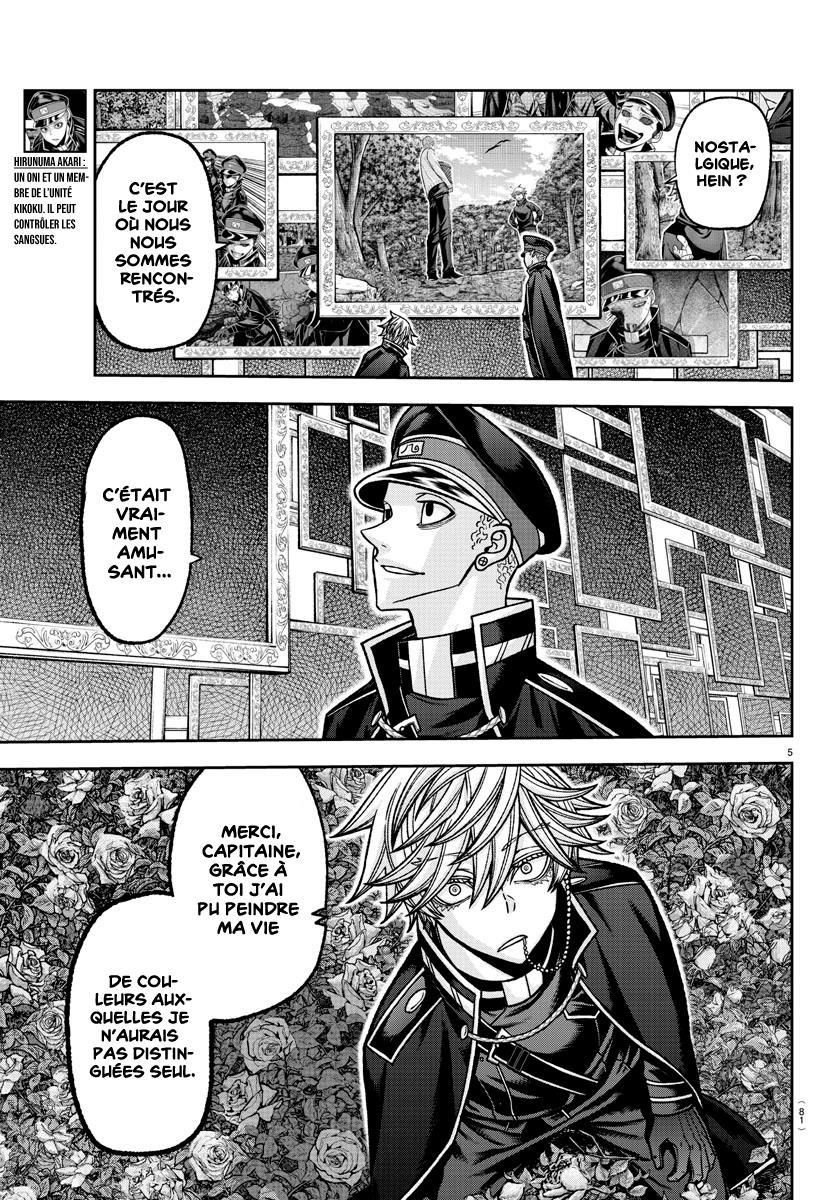 NOSTA-
LGIQUE,
HEIN ?
C'EST
LE JOUR
OÙ NOUS
NOUS
SOMMES
RENCON-
TRÉS.
HIRUNUMA AKARI :
UN ONI ET UN MEM-
BRE DE L'UNITÉ
KIKOKU. IL PEUT
CONTRÔLER LES
SANGSUES.
C'ÉTAIT
VRAI-
MENT
AMU-
SANT...
5
MERCI,
CAPITAINE,
GRÂCE À
TOI J'AI
PU PEINDRE
MA VIE
DE COU-
LEURS AUX-
QUELLES JE
N'AURAIS
PAS DISTIN-
GUÉES SEUL.
(81)